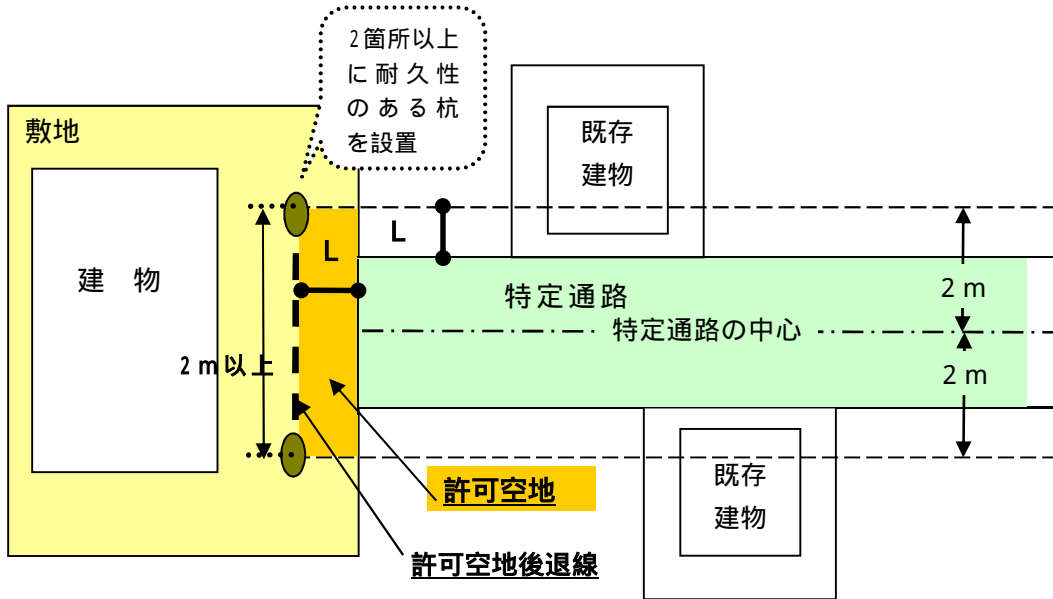 2箇所以上
に耐久性
のある杭
を設置
敷地
既存
建物
建 物
L
L
特定通路
特定通路の中心
2 m
2 m
2 m以上
許可空地
許可空地後退線
既存
建物